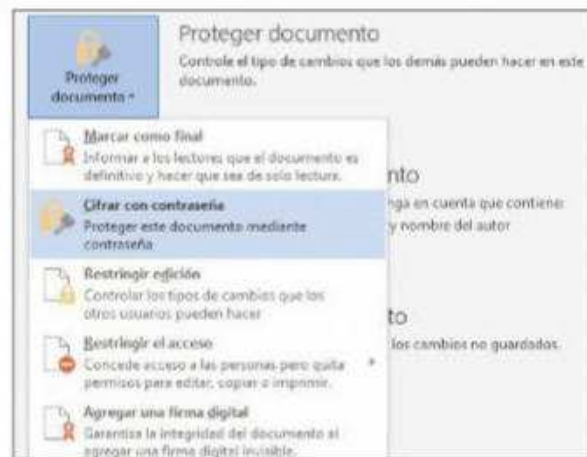 Proteger documento
Controle el tipo de cambios que los demás pueden hacer en este
documento.
Proteger
documento
Marcar como final
Informar a los lectores que el documento es
definitivo y hacer que sea de solo lectura.
nto
Cifrar con contraseña
nga en cuenta que contiene:
Proteger este documento mediante
y nombre del autor
contraseña
Restringir edición
Controlar los tipos de cambios que los
otros usuarios pueden hacer
to
Restringir el acceso
los cambios no guardados.
Concede acceso a las personas pero quita
permisos para editar, copiar o imprimir.
Agregar una firma digital
Garantiza la integridad del documento al
agregar una firma digital invisible.